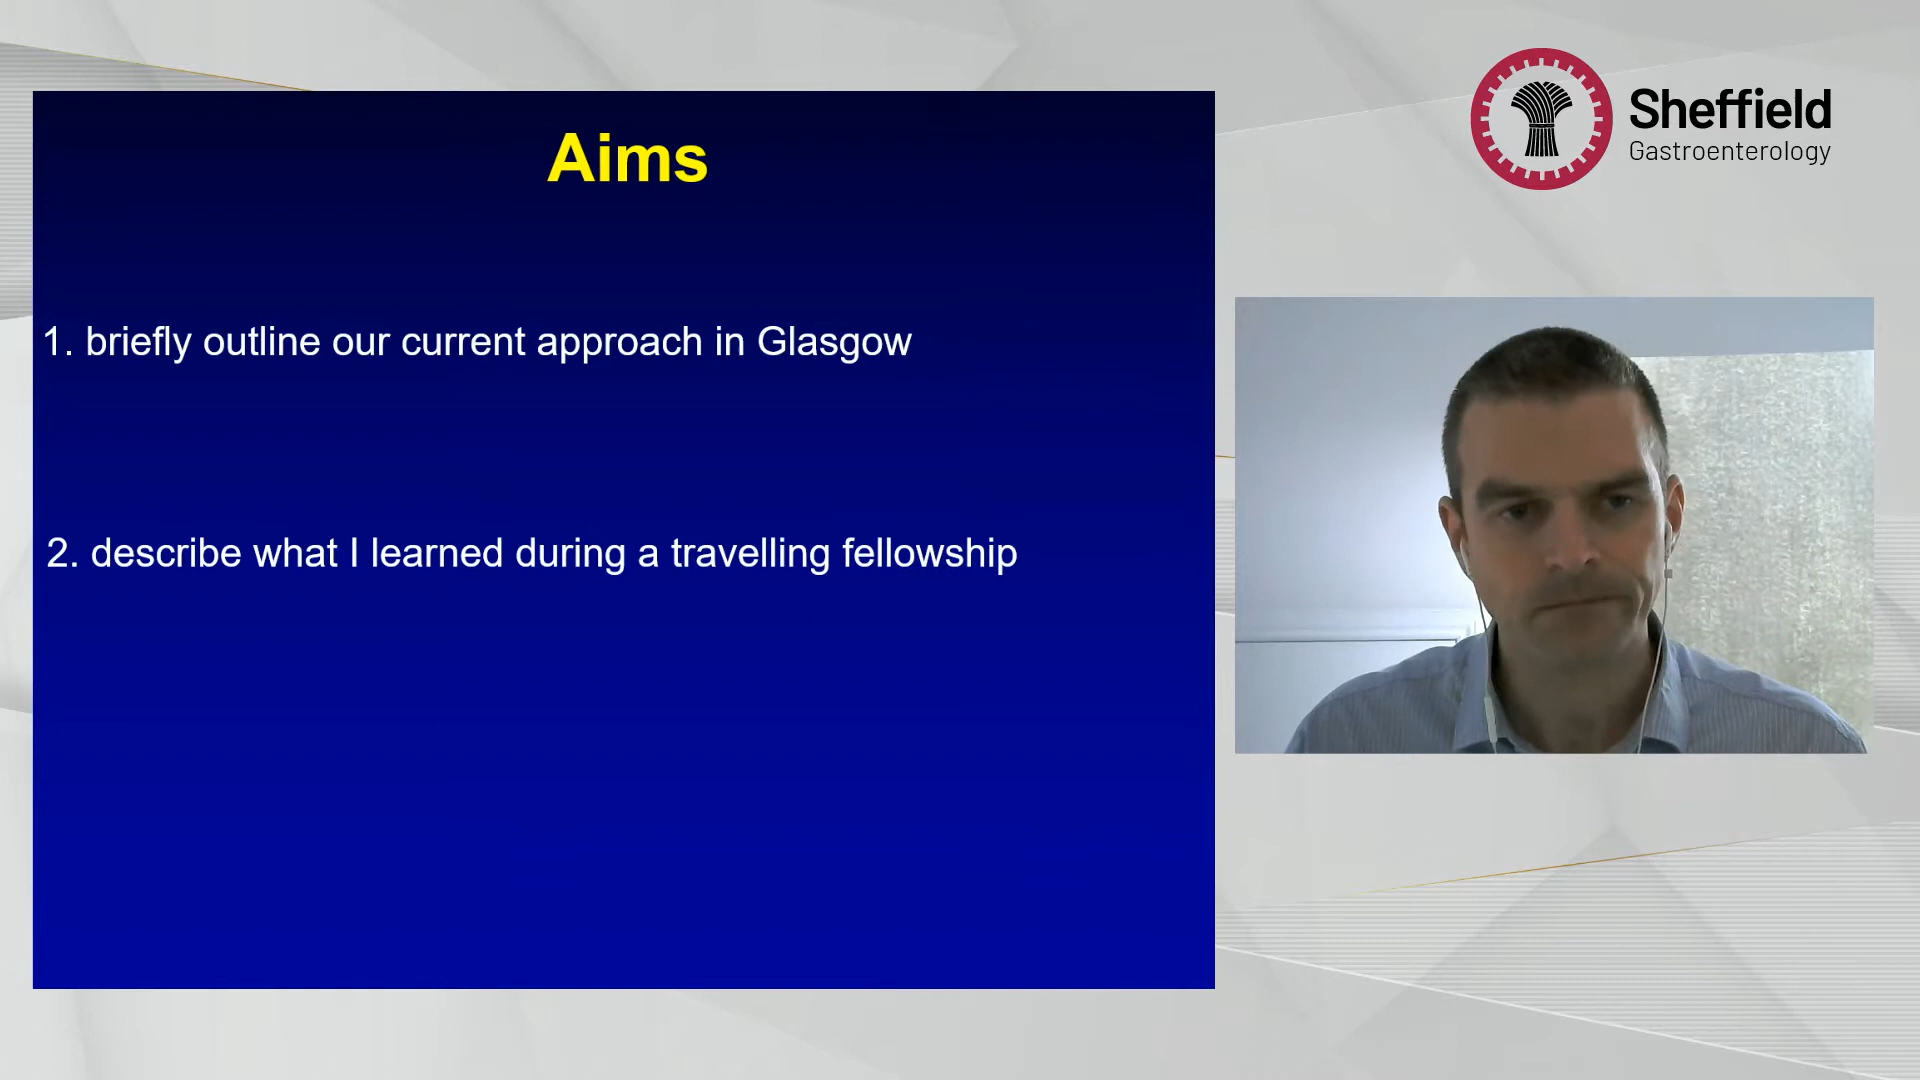 Aims
1. briefly outline our current approach in Glasgow
2. describe what I learned during a travelling fellowship
Sheffield
Gastroenterology